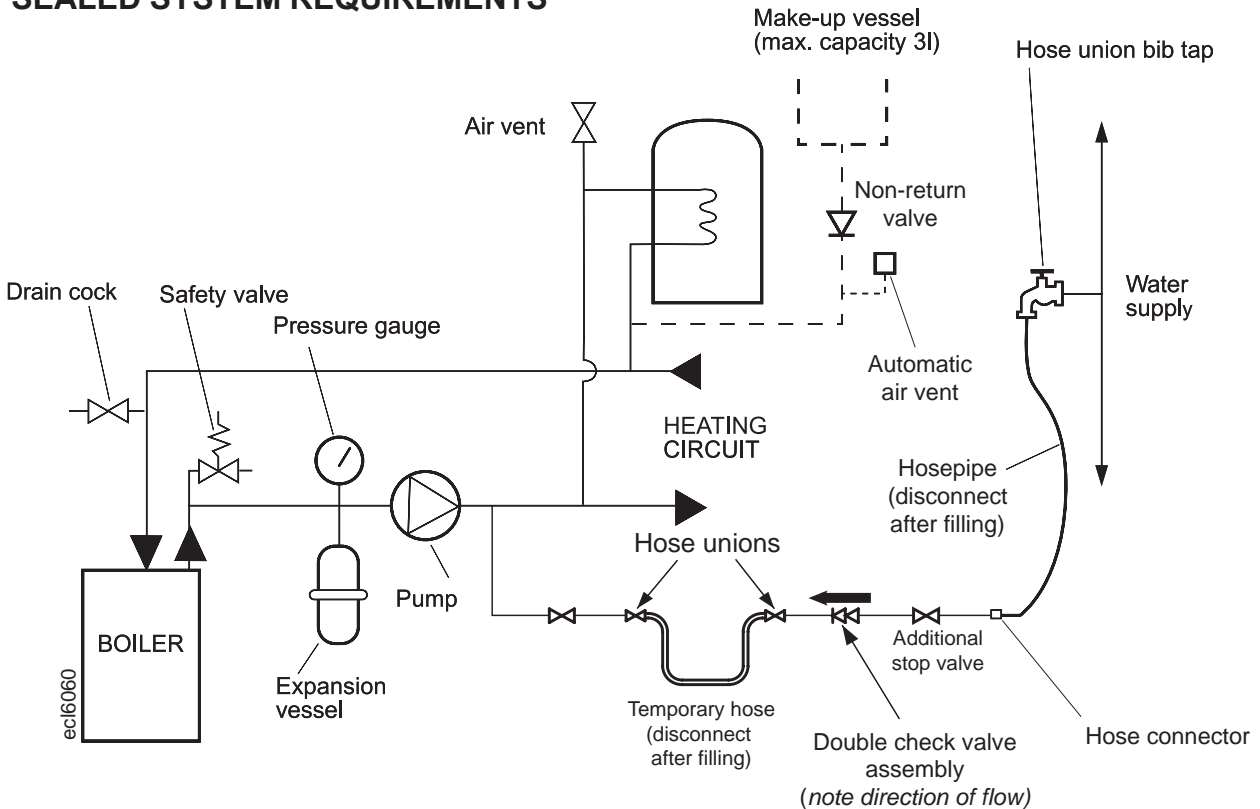 SEALED SYSTEM REQUIREMENTS
Make-up vessel
(max. capacity 3l)
Hose union bib tap
Air vent
Non-return
valve
Drain cock
Safety valve
Pressure gauge
Water
supply
Automatic
air vent
HEATING
CIRCUIT
Hosepipe
(disconnect
after filling)
Hose unions
Pump
BOILER
Additional
stop valve
Expansion
vessel
ecl6060
Temporary hose
(disconnect
after filling)
Double check valve
assembly
(note direction of flow)
Hose connector